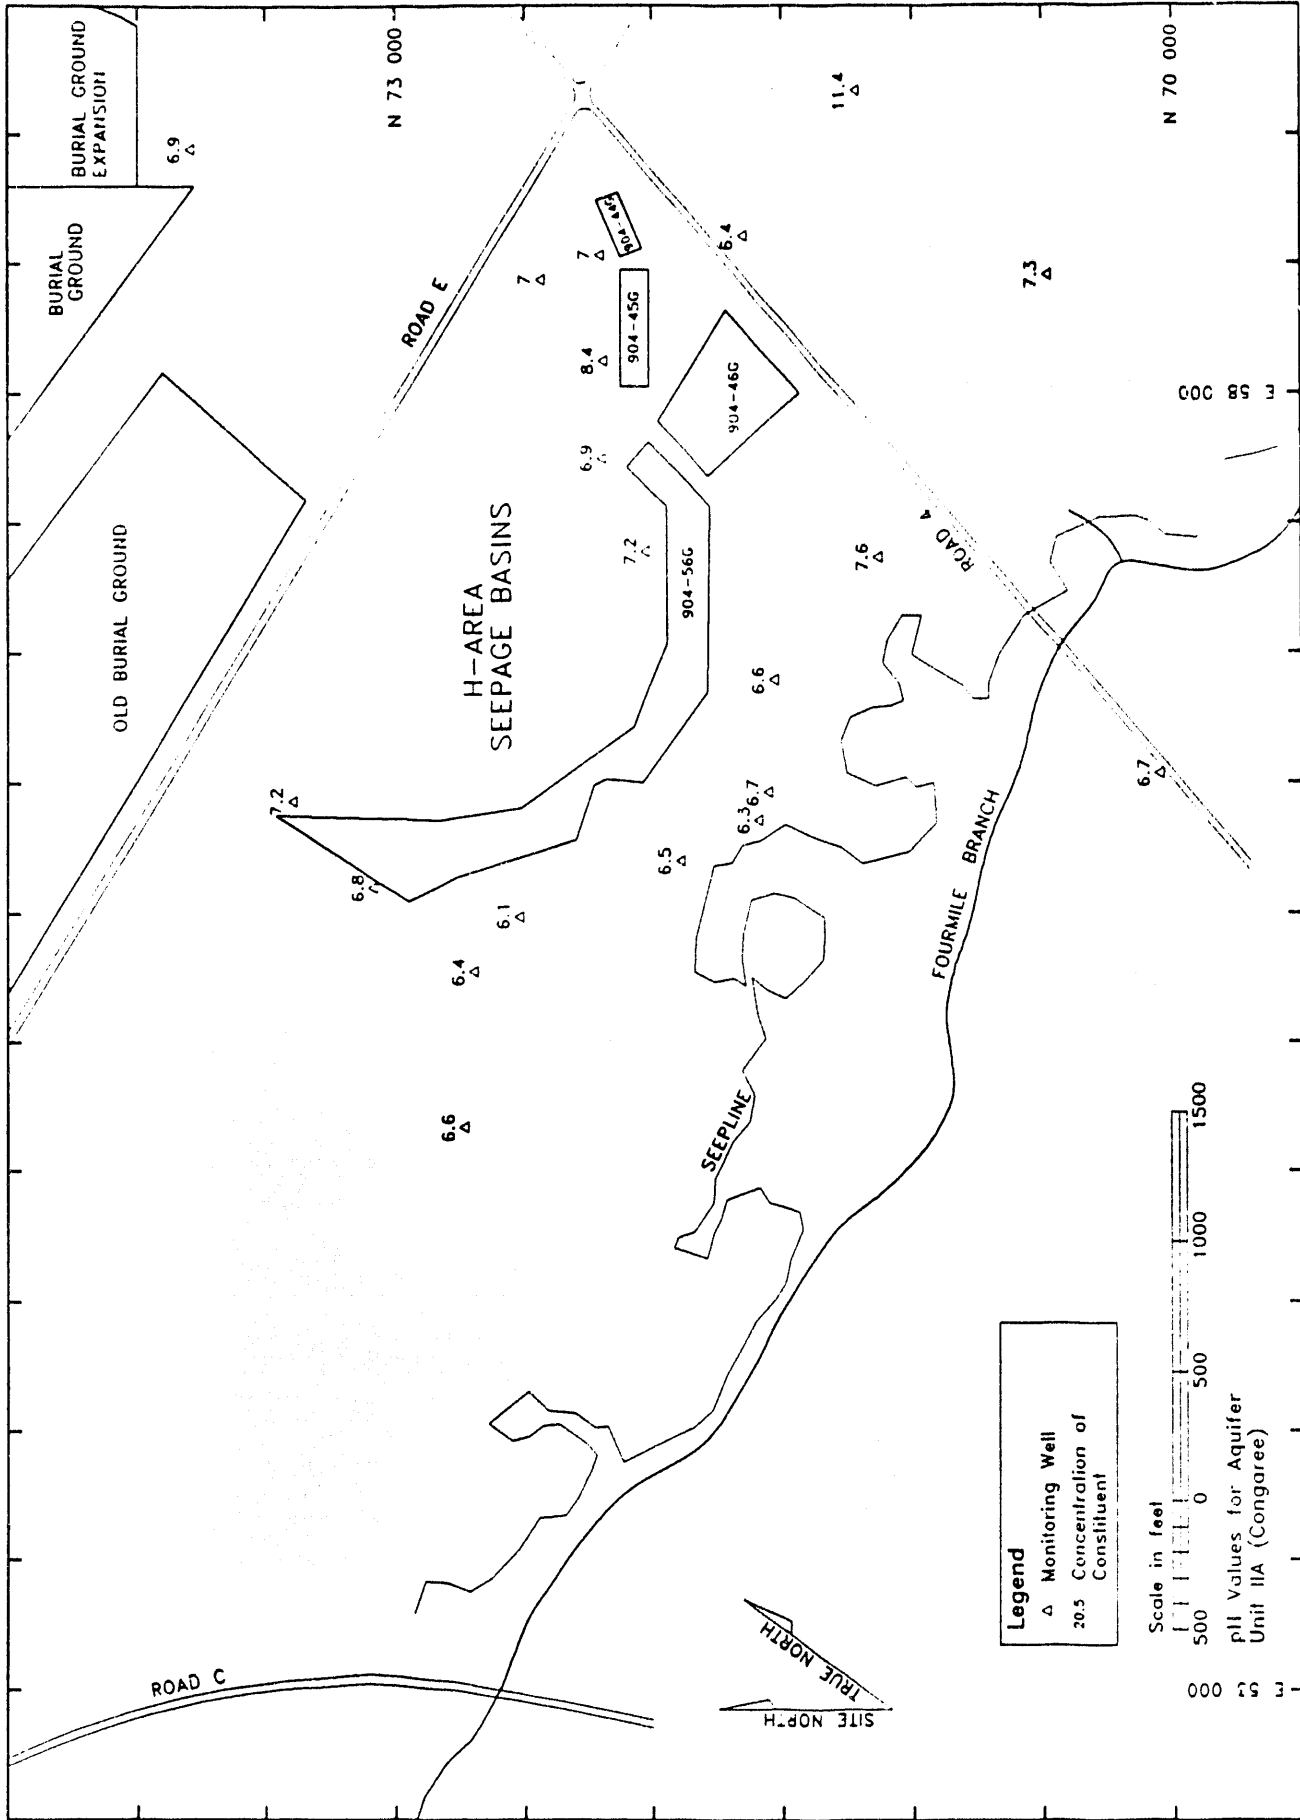 BURIAL GROUND
EXPANSION
BURIAL
GROUND
OLD BURIAL GROUND
6.9
N 73 000
ROAD E
11.4
N 70 000
904-44G
7
7
6.4
7.3
904-45G
8.4
904-46G
E 58 000
6.9
H-AREA
SEEPAGE BASINS
7.2
904-56G
7.6
ROAD 4
6.6
7.2
6.7
6.3
6.7
6.5
6.8
6.1
6.4
FOURMILE BRANCH
6.6
SEEPLINE
ROAD C
SITE NORTH
TRUE NORTH
Legend
Monitoring Well
20.5 Concentration of
Constituent
Scale in feet
500 0 500 1000 1500
pH Values for Aquifer
Unit IIA (Congaree)
E 53 000